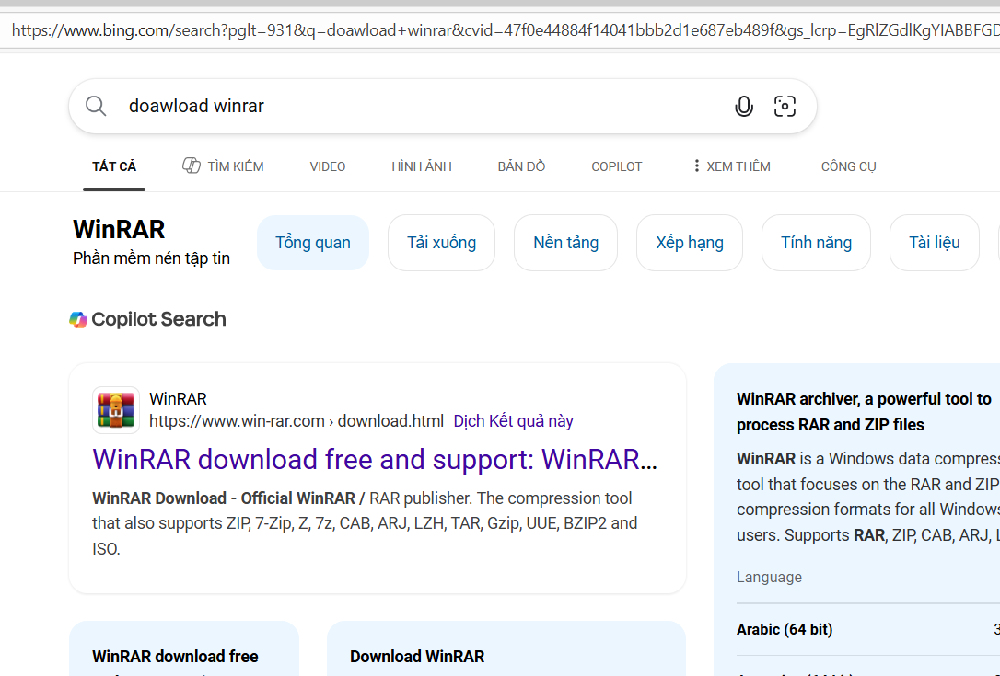 https://www.bing.com/search?pglt=931&q=doawload+winrar&cvid=47f0e44884f14041bbb2d1e687eb489f&gs_lcrp=EgRlZGdlKgYIABBFGD
doawload winrar
TẤT CẢ TÌM KIẾM VIDEO HÌNH ẢNH BẢN ĐỒ COPILOT XEM THÊM CÔNG CỤ
WinRAR
Phần mềm nén tập tin
Tổng quan Tải xuống Nền tảng Xếp hạng Tính năng Tài liệu
Copilot Search
WinRAR
https://www.win-rar.com › download.html Dịch Kết quả này
WinRAR download free and support: WinRAR...
WinRAR Download - Official WinRAR / RAR publisher. The compression tool
that also supports ZIP, 7-Zip, Z, 7z, CAB, ARJ, LZH, TAR, Gzip, UUE, BZIP2 and
ISO.
WinRAR archiver, a powerful tool to
process RAR and ZIP files
WinRAR is a Windows data compress
tool that focuses on the RAR and ZIP
compression formats for all Windows
users. Supports RAR, ZIP, CAB, ARJ,
Language
Arabic (64 bit)
WinRAR download free
Download WinRAR